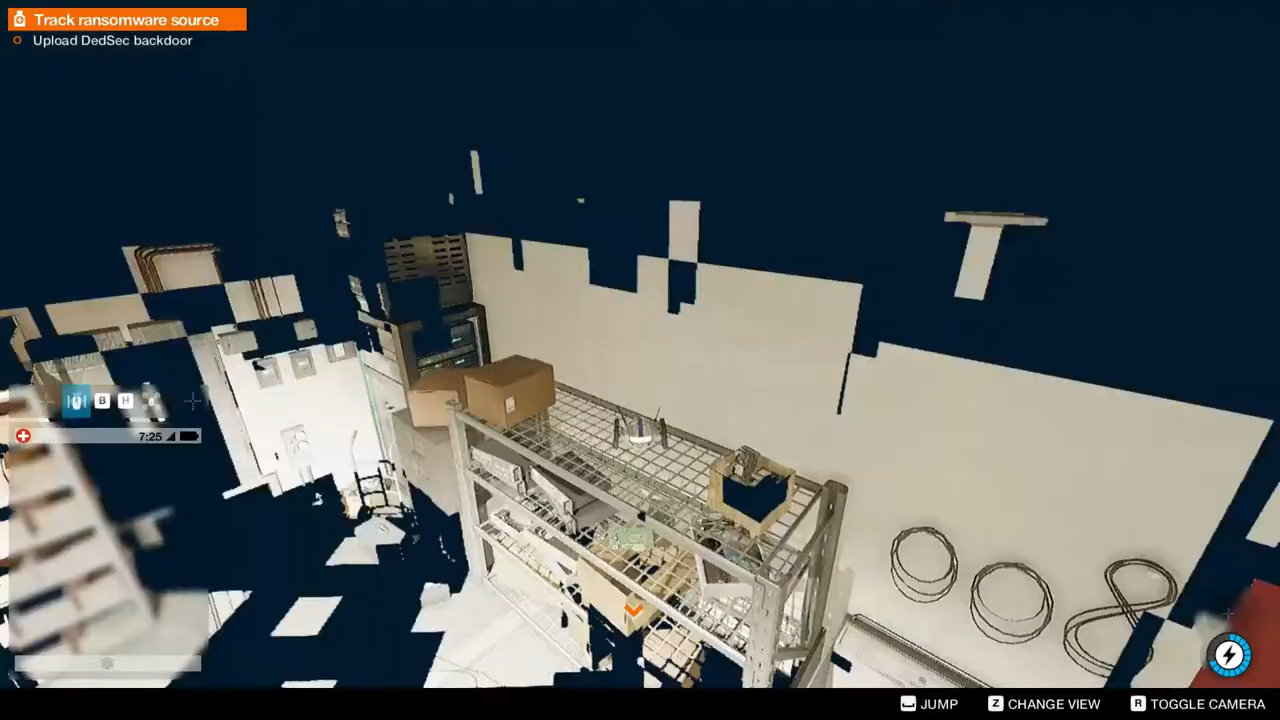 Track ransomware source
Upload DedSec backdoor
B H
7:25
JUMP Z CHANGE VIEW R TOGGLE CAMERA